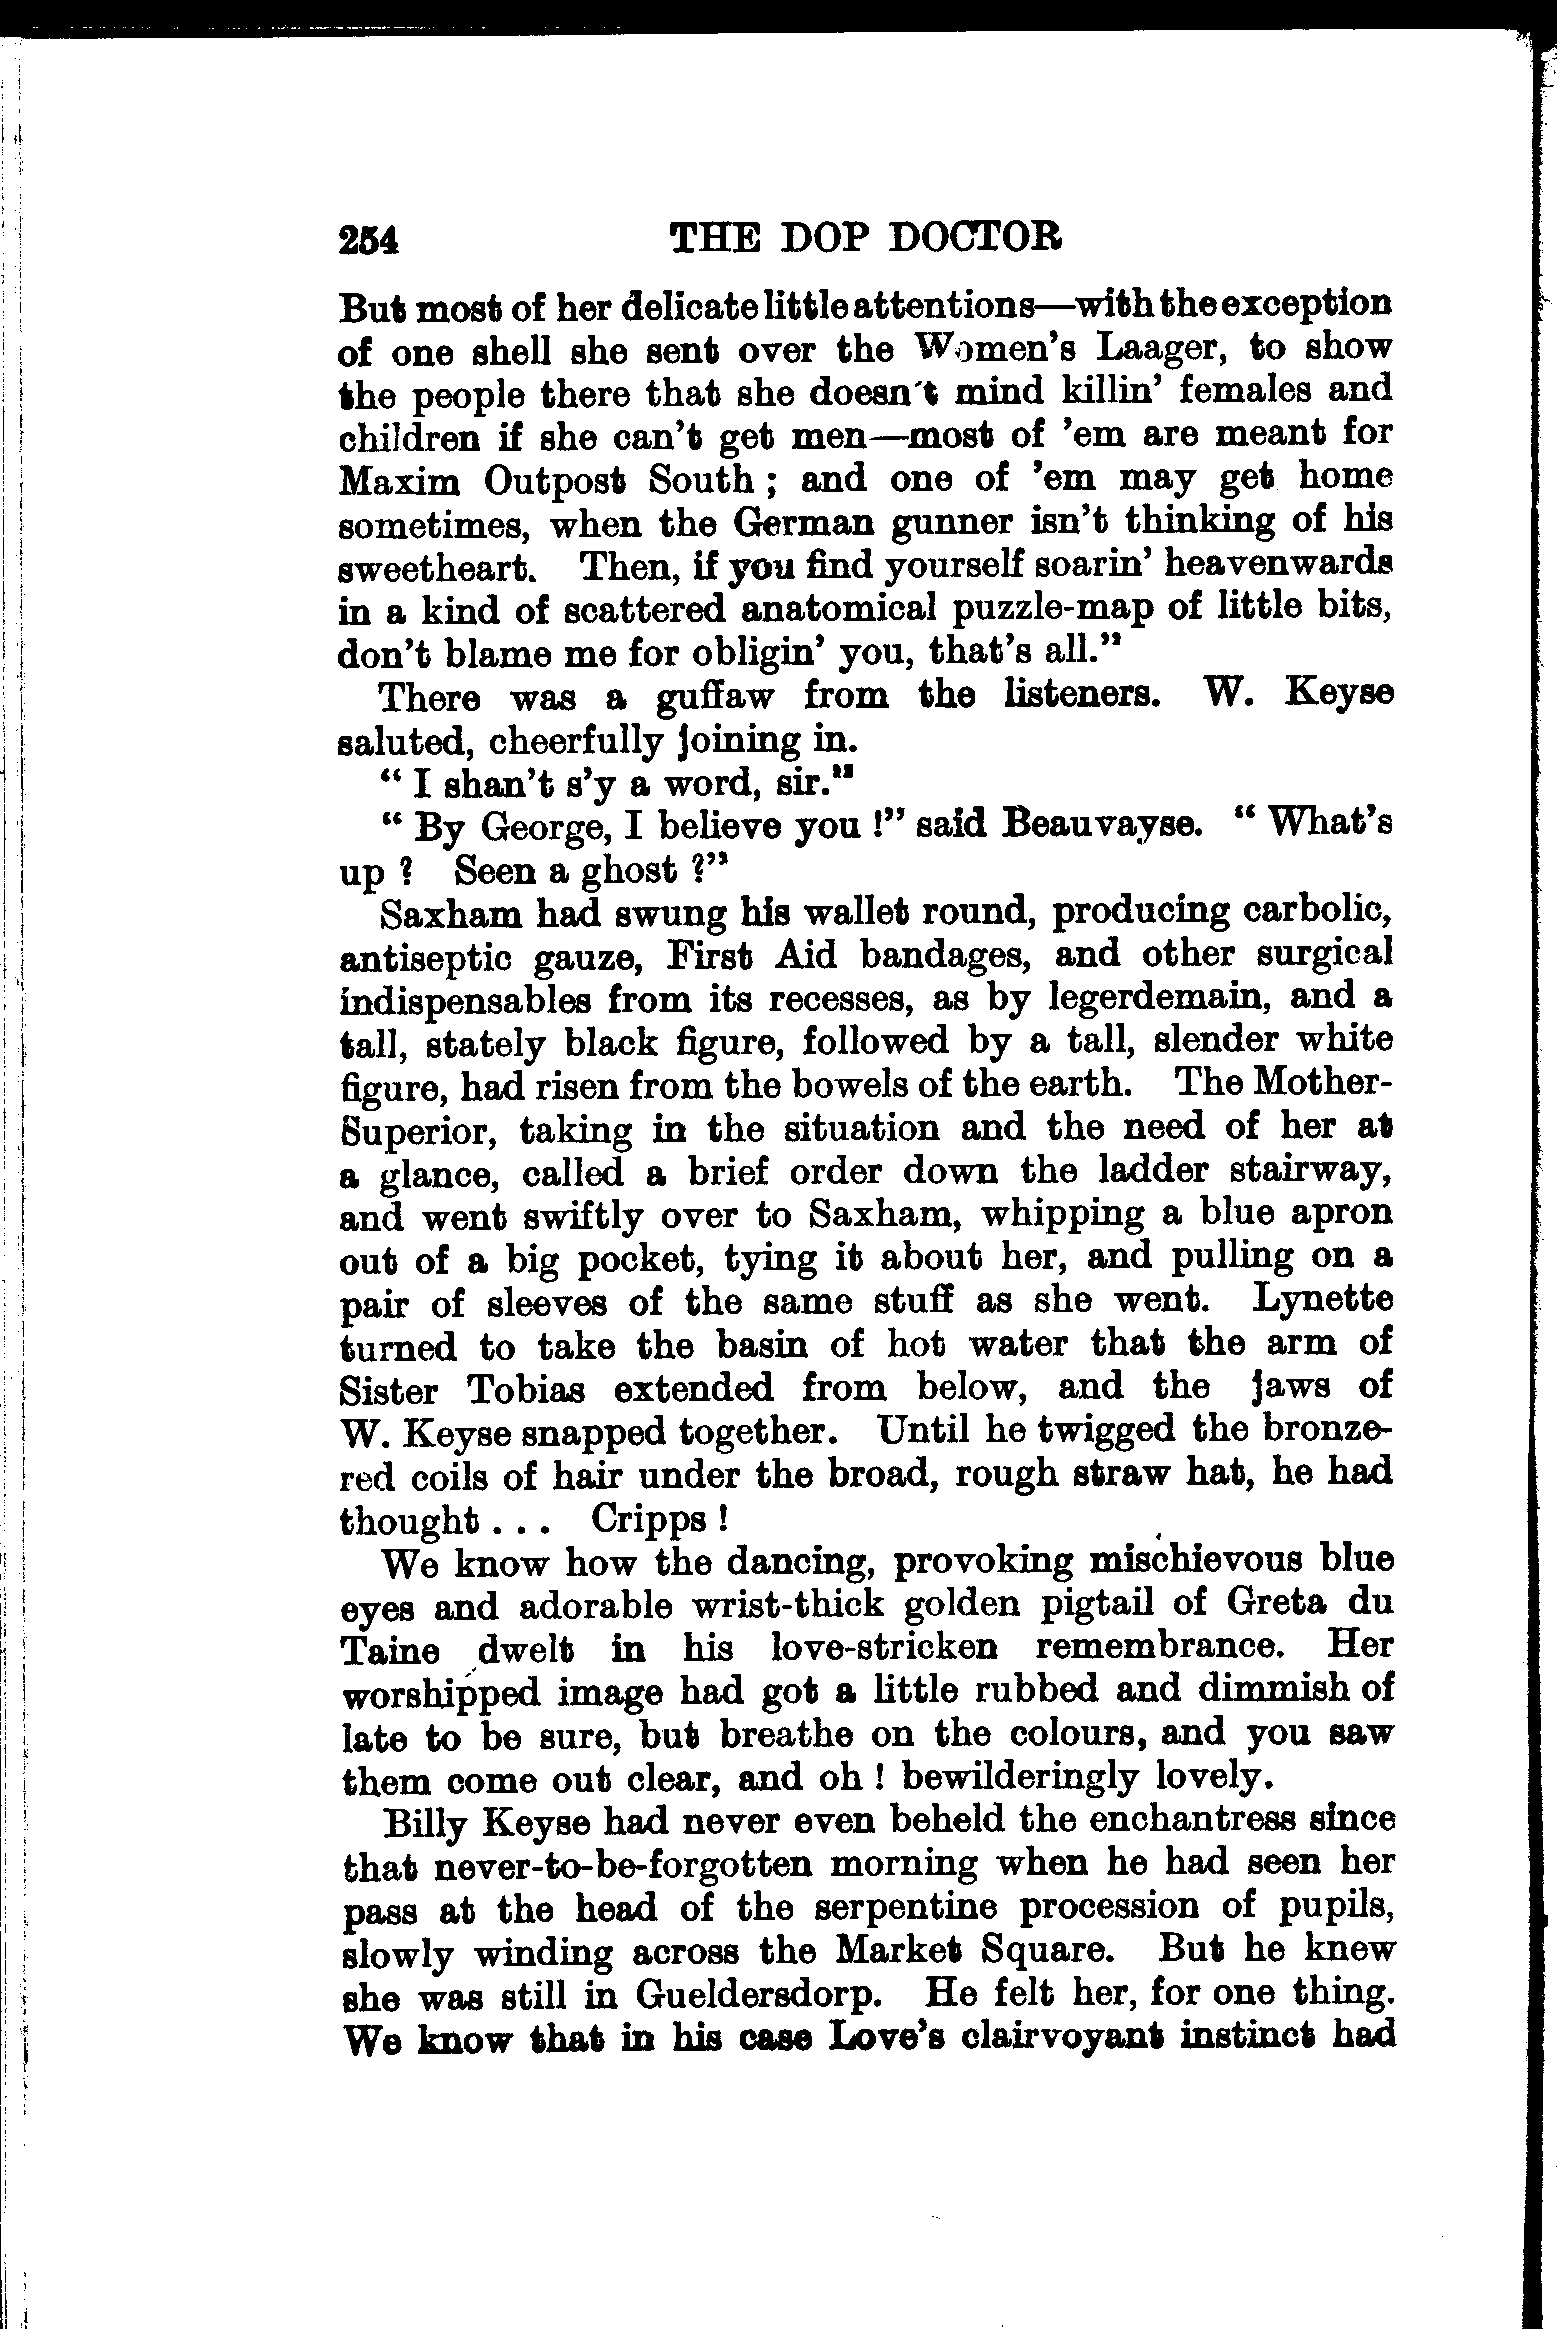 254 THE DOP DOCTOR
But most of her delicate little attentions—with the exception
of one shell she sent over the Women's Laager, to show
the people there that she doesn't mind killin' females and
children if she can't get men—most of 'em are meant for
Maxim Outpost South ; and one of 'em may get home
sometimes, when the German gunner isn't thinking of his
sweetheart. Then, if you find yourself soarin' heavenwards
in a kind of scattered anatomical puzzle-map of little bits,
don't blame me for obligin' you, that's all."
There was a guffaw from the listeners. W. Keyse
saluted, cheerfully joining in.
" I shan't s'y a word, sir."
" By George, I believe you !" said Beauvayse. " What's
up ? Seen a ghost ?"
Saxham had swung his wallet round, producing carbolic,
antiseptic gauze, First Aid bandages, and other surgical
indispensables from its recesses, as by legerdemain, and a
tall, stately black figure, followed by a tall, slender white
figure, had risen from the bowels of the earth. The Mother-
Superior, taking in the situation and the need of her at
a glance, called a brief order down the ladder stairway,
and went swiftly over to Saxham, whipping a blue apron
out of a big pocket, tying it about her, and pulling on a
pair of sleeves of the same stuff as she went. Lynette
turned to take the basin of hot water that the arm of
Sister Tobias extended from below, and the jaws of
W. Keyse snapped together. Until he twigged the bronze-
red coils of hair under the broad, rough straw hat, he had
thought . . . Cripps !
We know how the dancing, provoking mischievous blue
eyes and adorable wrist-thick golden pigtail of Greta du
Taine dwelt in his love-stricken remembrance. Her
worshipped image had got a little rubbed and dimmish of
late to be sure, but breathe on the colours, and you saw
them come out clear, and oh ! bewilderingly lovely.
Billy Keyse had never even beheld the enchantress since
that never-to-be-forgotten morning when he had seen her
pass at the head of the serpentine procession of pupils,
slowly winding across the Market Square. But he knew
she was still in Gueldersdorp. He felt her, for one thing.
We know that in his case Love's clairvoyant instinct had